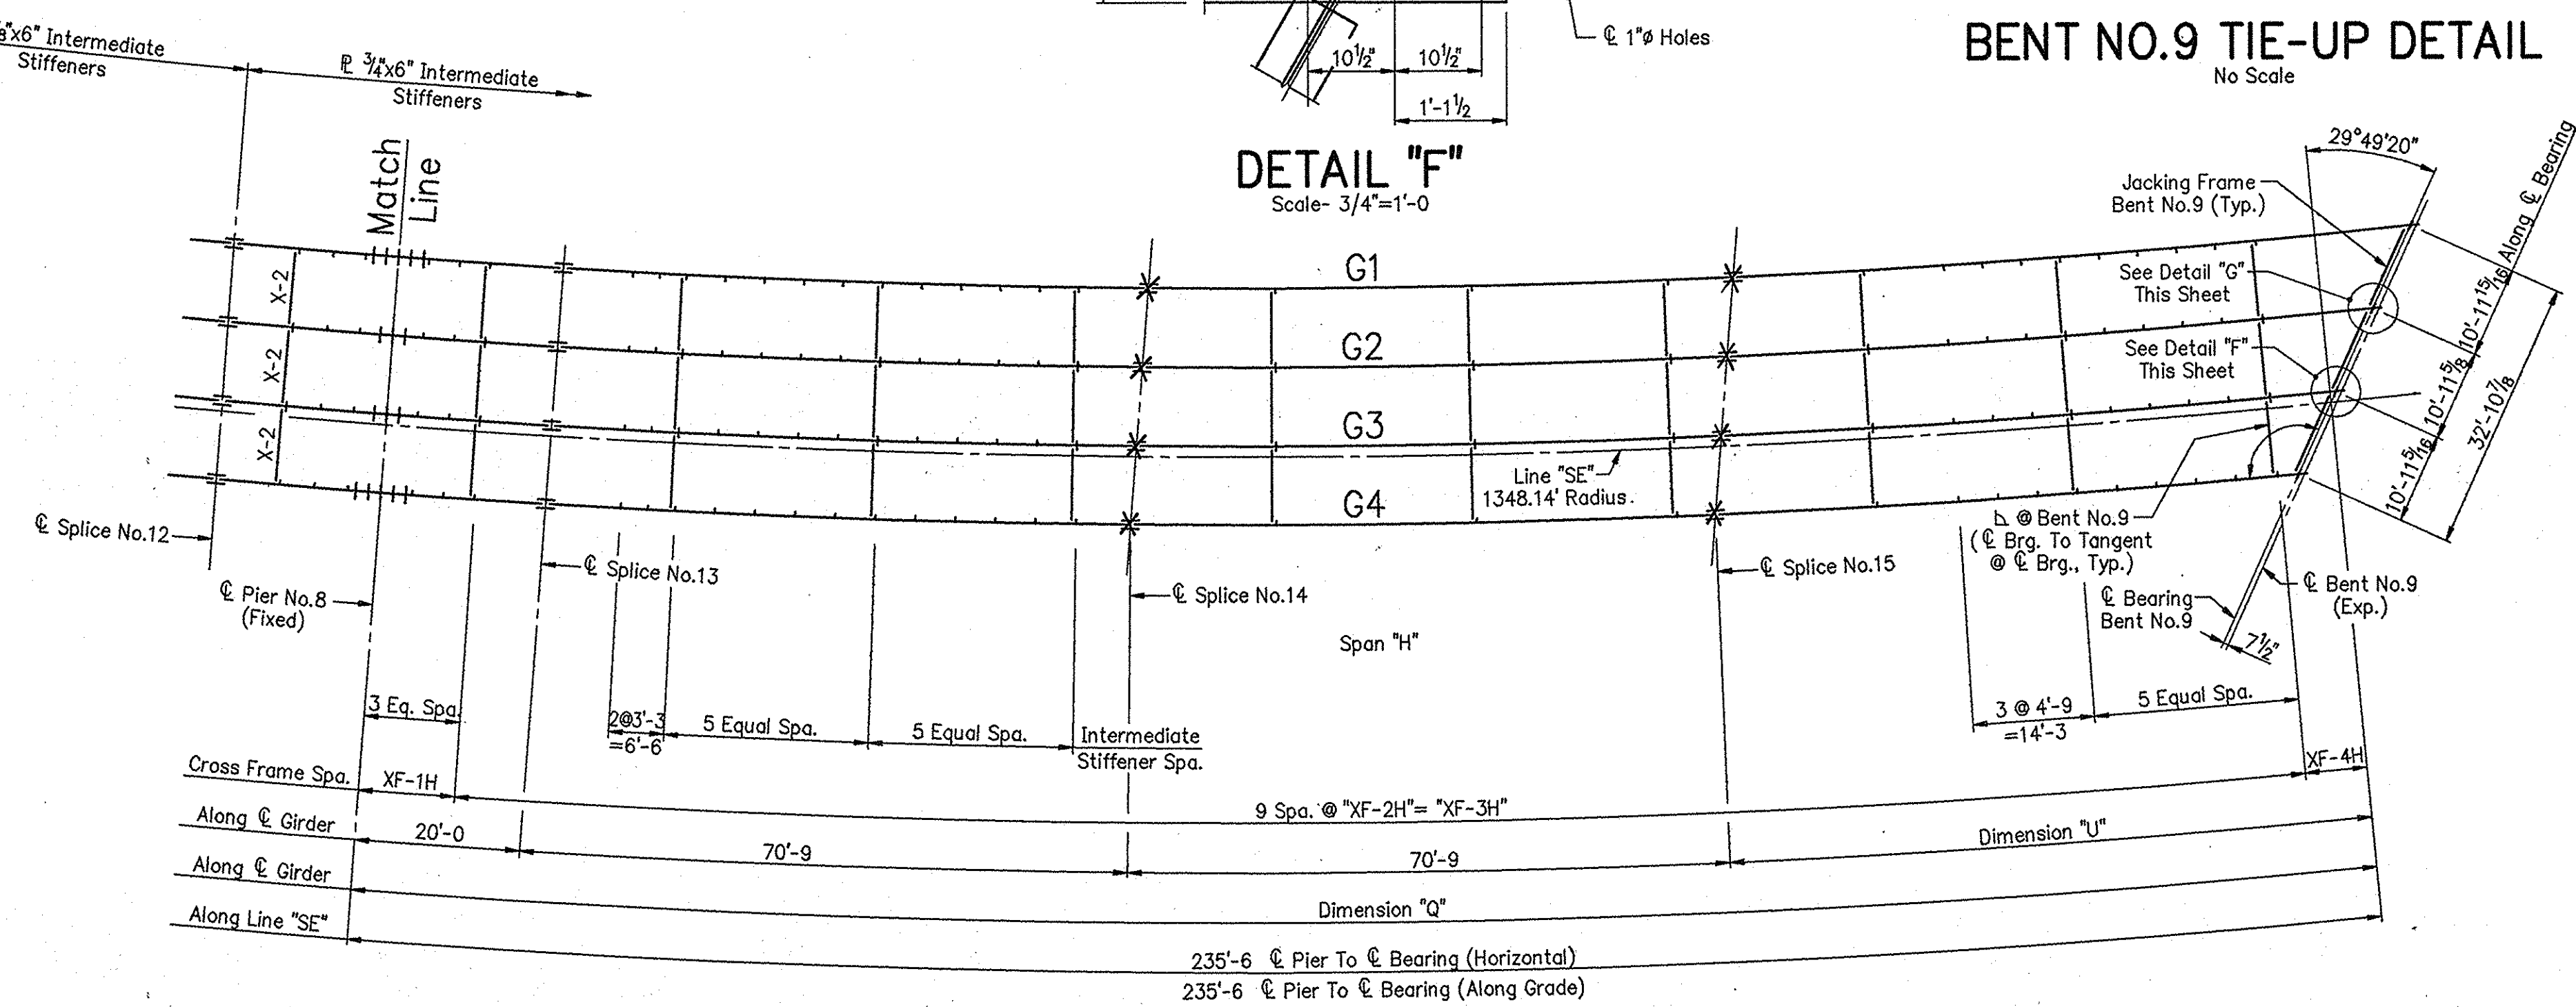 ⅜"x6" Intermediate
Stiffeners
℄ 1"ø Holes
BENT NO.9 TIE-UP DETAIL
No Scale
10½"
10½"
1'-1½
DETAIL "F"
Scale- 3/4"=1'-0
PL ¾"x6" Intermediate
Stiffeners
Match
Line
29°49'20"
Jacking Frame
Bent No.9 (Typ.)
See Detail "G"
This Sheet
See Detail "F"
This Sheet
10'-11 15/16 Along ℄ Bearing
10'-11 5/8
10'-11 5/16
32'-10 7/8
X-2
X-2
X-2
G1
G2
G3
G4
Line "SE"
1348.14' Radius.
℄ Splice No.12
℄ Pier No.8
(Fixed)
℄ Splice No.13
℄ Splice No.14
℄ Splice No.15
@ Bent No.9
(℄ Brg. To Tangent
@ ℄ Brg., Typ.)
℄ Bearing
Bent No.9
℄ Bent No.9
(Exp.)
7½"
Span "H"
3 Eq. Spa.
2@3'-3
=6'-6
5 Equal Spa.
5 Equal Spa.
Intermediate
Stiffener Spa.
3 @ 4'-9
=14'-3
5 Equal Spa.
Cross Frame Spa.
XF-1H
9 Spa. @ "XF-2H"= "XF-3H"
XF-4H
Along ℄ Girder
20'-0
70'-9
70'-9
Dimension "U"
Along ℄ Girder
Dimension "Q"
Along Line "SE"
235'-6 ℄ Pier To ℄ Bearing (Horizontal)
235'-6 ℄ Pier To ℄ Bearing (Along Grade)